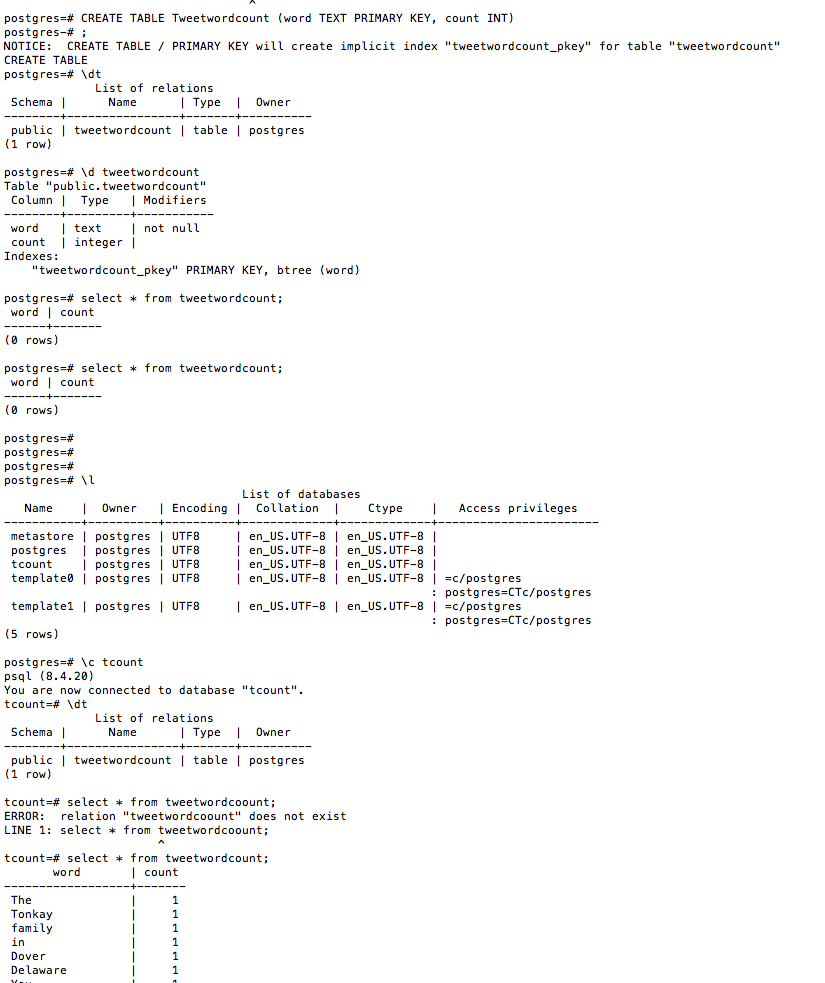 ^
postgres=# CREATE TABLE Tweetwordcount (word TEXT PRIMARY KEY, count INT)
postgres-# ;
NOTICE:  CREATE TABLE / PRIMARY KEY will create implicit index "tweetwordcount_pkey" for table "tweetwordcount"
CREATE TABLE
postgres=# \dt
             List of relations
 Schema |      Name      | Type  |  Owner
--------+----------------+-------+----------
 public | tweetwordcount | table | postgres
(1 row)

postgres=# \d tweetwordcount
Table "public.tweetwordcount"
 Column |  Type   | Modifiers
--------+---------+-----------
 word   | text    | not null
 count  | integer |
Indexes:
    "tweetwordcount_pkey" PRIMARY KEY, btree (word)

postgres=# select * from tweetwordcount;
 word | count
------+-------
(0 rows)

postgres=# select * from tweetwordcount;
 word | count
------+-------
(0 rows)

postgres=#
postgres=#
postgres=#
postgres=# \l
                                  List of databases
   Name    |  Owner   | Encoding |  Collation  |    Ctype    |   Access privileges
-----------+----------+----------+-------------+-------------+-----------------------
 metastore | postgres | UTF8     | en_US.UTF-8 | en_US.UTF-8 |
 postgres  | postgres | UTF8     | en_US.UTF-8 | en_US.UTF-8 |
 tcount    | postgres | UTF8     | en_US.UTF-8 | en_US.UTF-8 |
 template0 | postgres | UTF8     | en_US.UTF-8 | en_US.UTF-8 | =c/postgres
                                                             : postgres=CTc/postgres
 template1 | postgres | UTF8     | en_US.UTF-8 | en_US.UTF-8 | =c/postgres
                                                             : postgres=CTc/postgres
(5 rows)

postgres=# \c tcount
psql (8.4.20)
You are now connected to database "tcount".
tcount=# \dt
             List of relations
 Schema |      Name      | Type  |  Owner
--------+----------------+-------+----------
 public | tweetwordcount | table | postgres
(1 row)

tcount=# select * from tweetwordcoount;
ERROR:  relation "tweetwordcoount" does not exist
LINE 1: select * from tweetwordcoount;
                      ^
tcount=# select * from tweetwordcount;
       word       | count
------------------+-------
 The              |     1
 Tonkay           |     1
 family           |     1
 in               |     1
 Dover            |     1
 Delaware         |     1